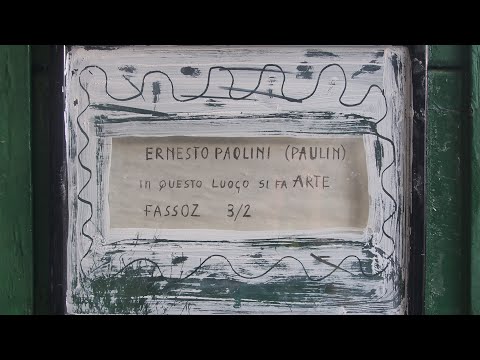 ERNESTO PAOLINI (PAULIN)
in QUESTO LUOGO SI FA ARTE
FASSOZ 3/2